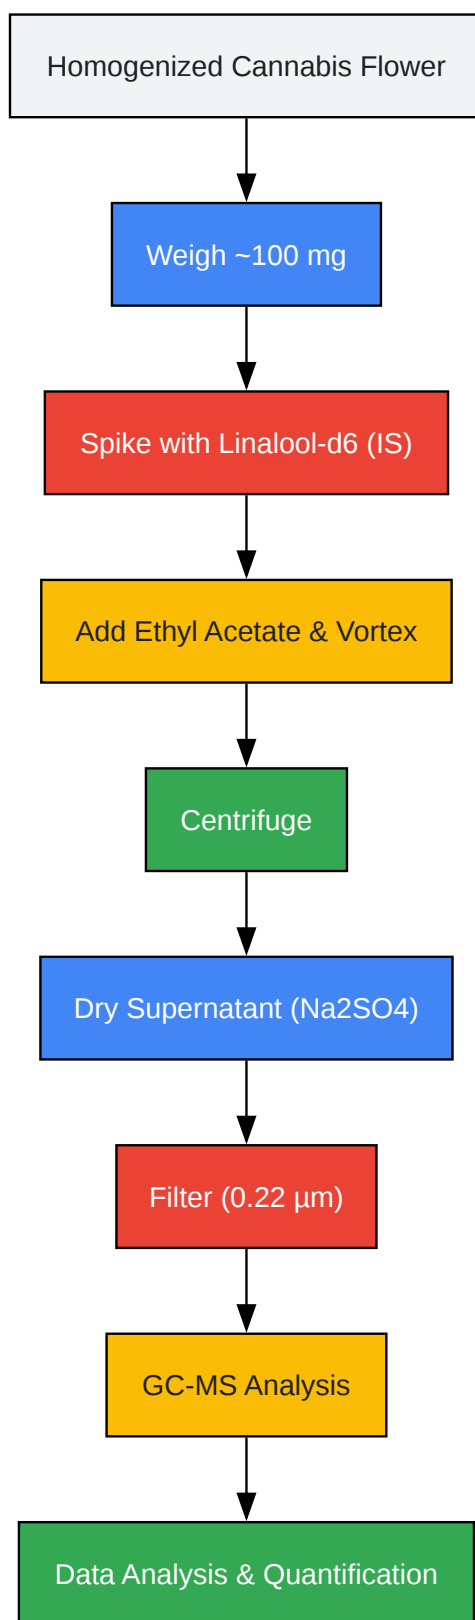 Homogenized Cannabis Flower
Weigh ~100 mg
Spike with Linalool-d6 (IS)
Add Ethyl Acetate & Vortex
Centrifuge
Dry Supernatant (Na2SO4)
Filter (0.22 µm)
GC-MS Analysis
Data Analysis & Quantification